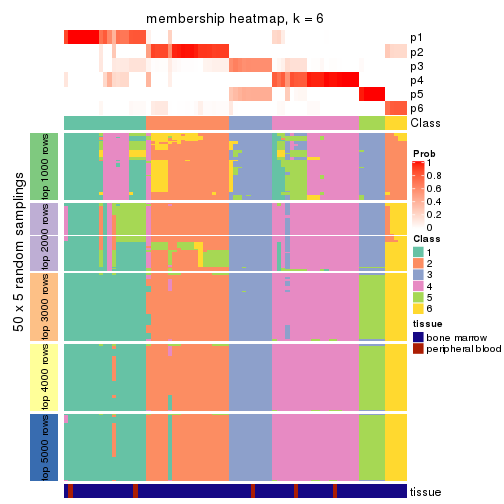 membership heatmap, k = 6
p1
p2
p3
p4
p5
p6
Class
50 x 5 random samplings
top 1000 rows
top 2000 rows
top 3000 rows
top 4000 rows
top 5000 rows
Prob
1
0.8
0.6
0.4
0.2
0
Class
1
2
3
4
5
6
tissue
bone marrow
peripheral blood
tissue